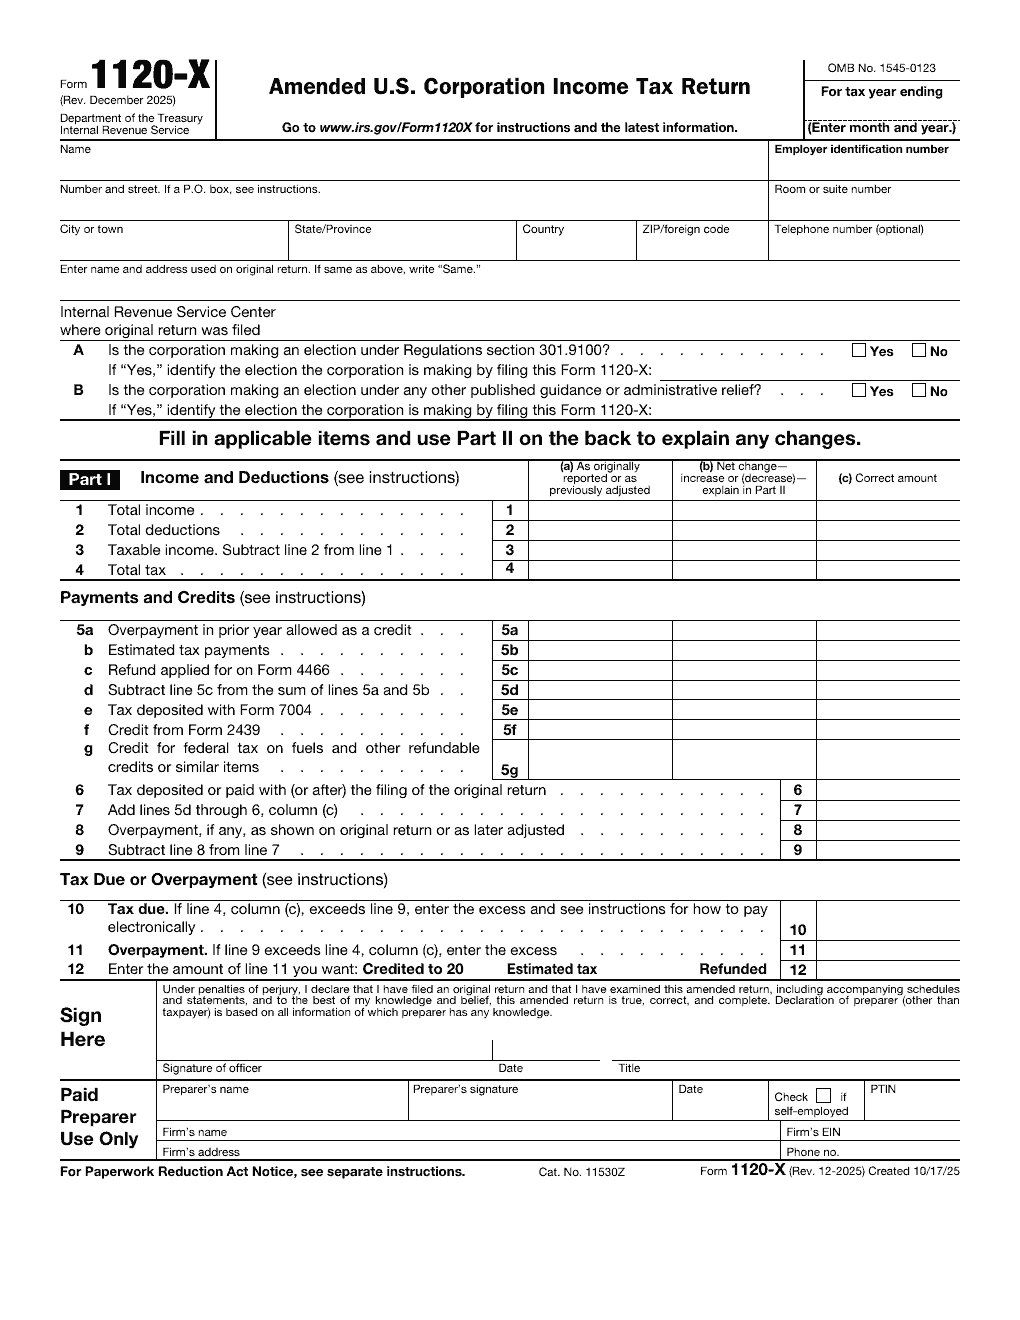 Form 1120-X
(Rev. December 2025)
Department of the Treasury
Internal Revenue Service
Amended U.S. Corporation Income Tax Return
Go to www.irs.gov/Form1120X for instructions and the latest information.
OMB No. 1545-0123
For tax year ending
(Enter month and year.)
Name
Employer identification number
Number and street. If a P.O. box, see instructions.
Room or suite number
City or town
State/Province
Country
ZIP/foreign code
Telephone number (optional)
Enter name and address used on original return. If same as above, write “Same.”
Internal Revenue Service Center
where original return was filed
A Is the corporation making an election under Regulations section 301.9100? . . . . . . . . . . . Yes No
If “Yes,” identify the election the corporation is making by filing this Form 1120-X:
B Is the corporation making an election under any other published guidance or administrative relief? . . . Yes No
If “Yes,” identify the election the corporation is making by filing this Form 1120-X:
Fill in applicable items and use Part II on the back to explain any changes.
Part I Income and Deductions (see instructions)
(a) As originally
reported or as
previously adjusted
(b) Net change—
increase or (decrease)—
explain in Part II
(c) Correct amount
1 Total income . . . . . . . . . . . . . . 1
2 Total deductions . . . . . . . . . . . . 2
3 Taxable income. Subtract line 2 from line 1 . . . . 3
4 Total tax . . . . . . . . . . . . . . . 4
Payments and Credits (see instructions)
5a Overpayment in prior year allowed as a credit . . . 5a
b Estimated tax payments . . . . . . . . . . 5b
c Refund applied for on Form 4466 . . . . . . . 5c
d Subtract line 5c from the sum of lines 5a and 5b . . 5d
e Tax deposited with Form 7004 . . . . . . . . 5e
f Credit from Form 2439 . . . . . . . . . . 5f
g Credit for federal tax on fuels and other refundable
credits or similar items . . . . . . . . . . 5g
6 Tax deposited or paid with (or after) the filing of the original return . . . . . . . . . . . 6
7 Add lines 5d through 6, column (c) . . . . . . . . . . . . . . . . . . . . . 7
8 Overpayment, if any, as shown on original return or as later adjusted . . . . . . . . . . 8
9 Subtract line 8 from line 7 . . . . . . . . . . . . . . . . . . . . . . . . 9
Tax Due or Overpayment (see instructions)
10 Tax due. If line 4, column (c), exceeds line 9, enter the excess and see instructions for how to pay
electronically . . . . . . . . . . . . . . . . . . . . . . . . . . . . . 10
11 Overpayment. If line 9 exceeds line 4, column (c), enter the excess . . . . . . . . . . 11
12 Enter the amount of line 11 you want: Credited to 20 Estimated tax Refunded 12
Sign
Here
Under penalties of perjury, I declare that I have filed an original return and that I have examined this amended return, including accompanying schedules
and statements, and to the best of my knowledge and belief, this amended return is true, correct, and complete. Declaration of preparer (other than
taxpayer) is based on all information of which preparer has any knowledge.
Signature of officer
Date
Title
Paid
Preparer
Use Only
Preparer’s name
Preparer’s signature
Date
Check if
self-employed
PTIN
Firm’s name
Firm’s EIN
Firm’s address
Phone no.
For Paperwork Reduction Act Notice, see separate instructions.
Cat. No. 11530Z
Form 1120-X (Rev. 12-2025) Created 10/17/25